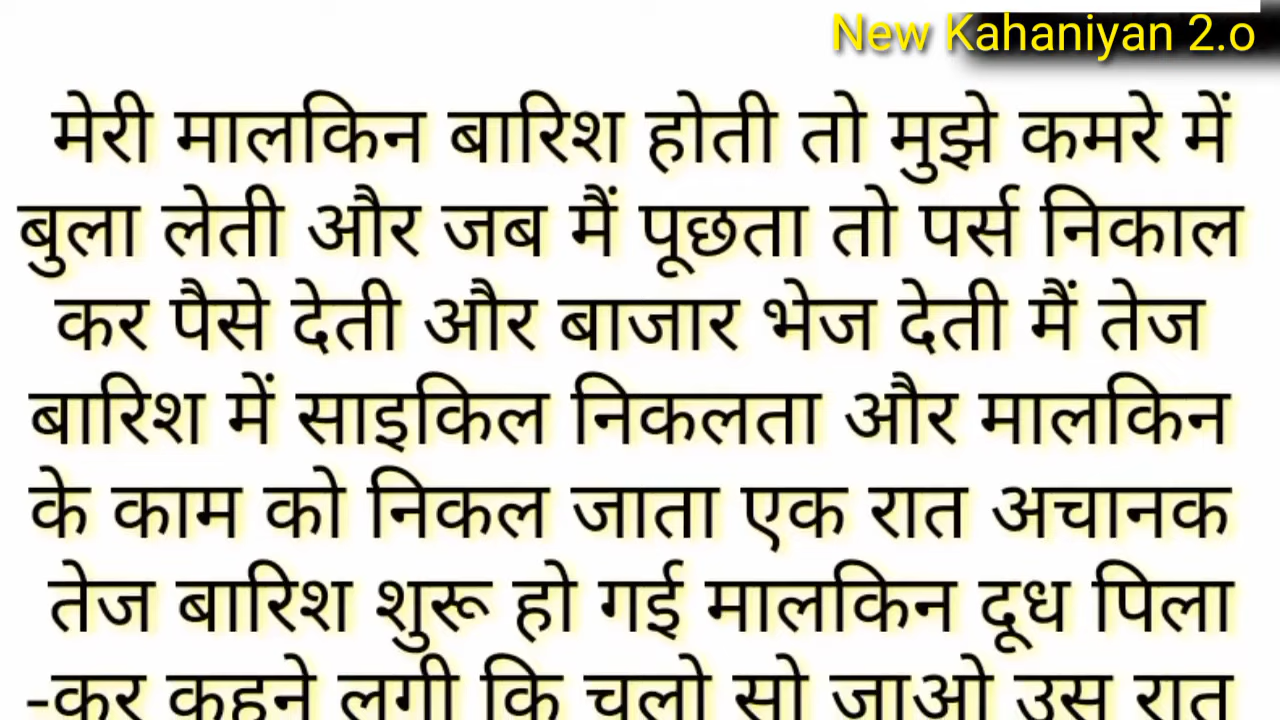 New Kahaniyan 2.o
मेरी मालकिन बारिश होती तो मुझे कमरे में
बुला लेती और जब मैं पूछता तो पर्स निकाल
कर पैसे देती और बाजार भेज देती मैं तेज
बारिश में साइकिल निकलता और मालकिन
के काम को निकल जाता एक रात अचानक
तेज बारिश शुरू हो गई मालकिन दूध पिला
-कर कहने लगी कि चलो सो जाओ उस रात